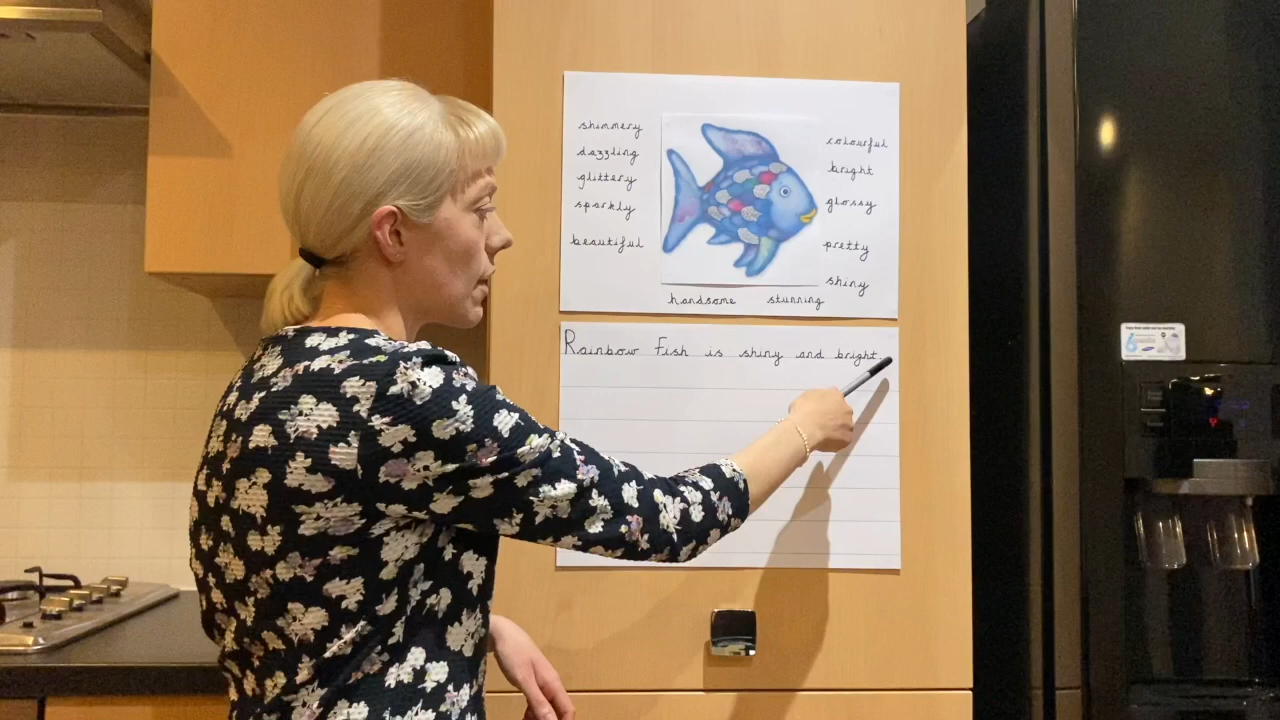 shimmery
dazzling
glittery
sparkly
beautiful
colourful
bright
glossy
pretty
shiny
handsome stunning
Rainbow Fish is shiny and bright.